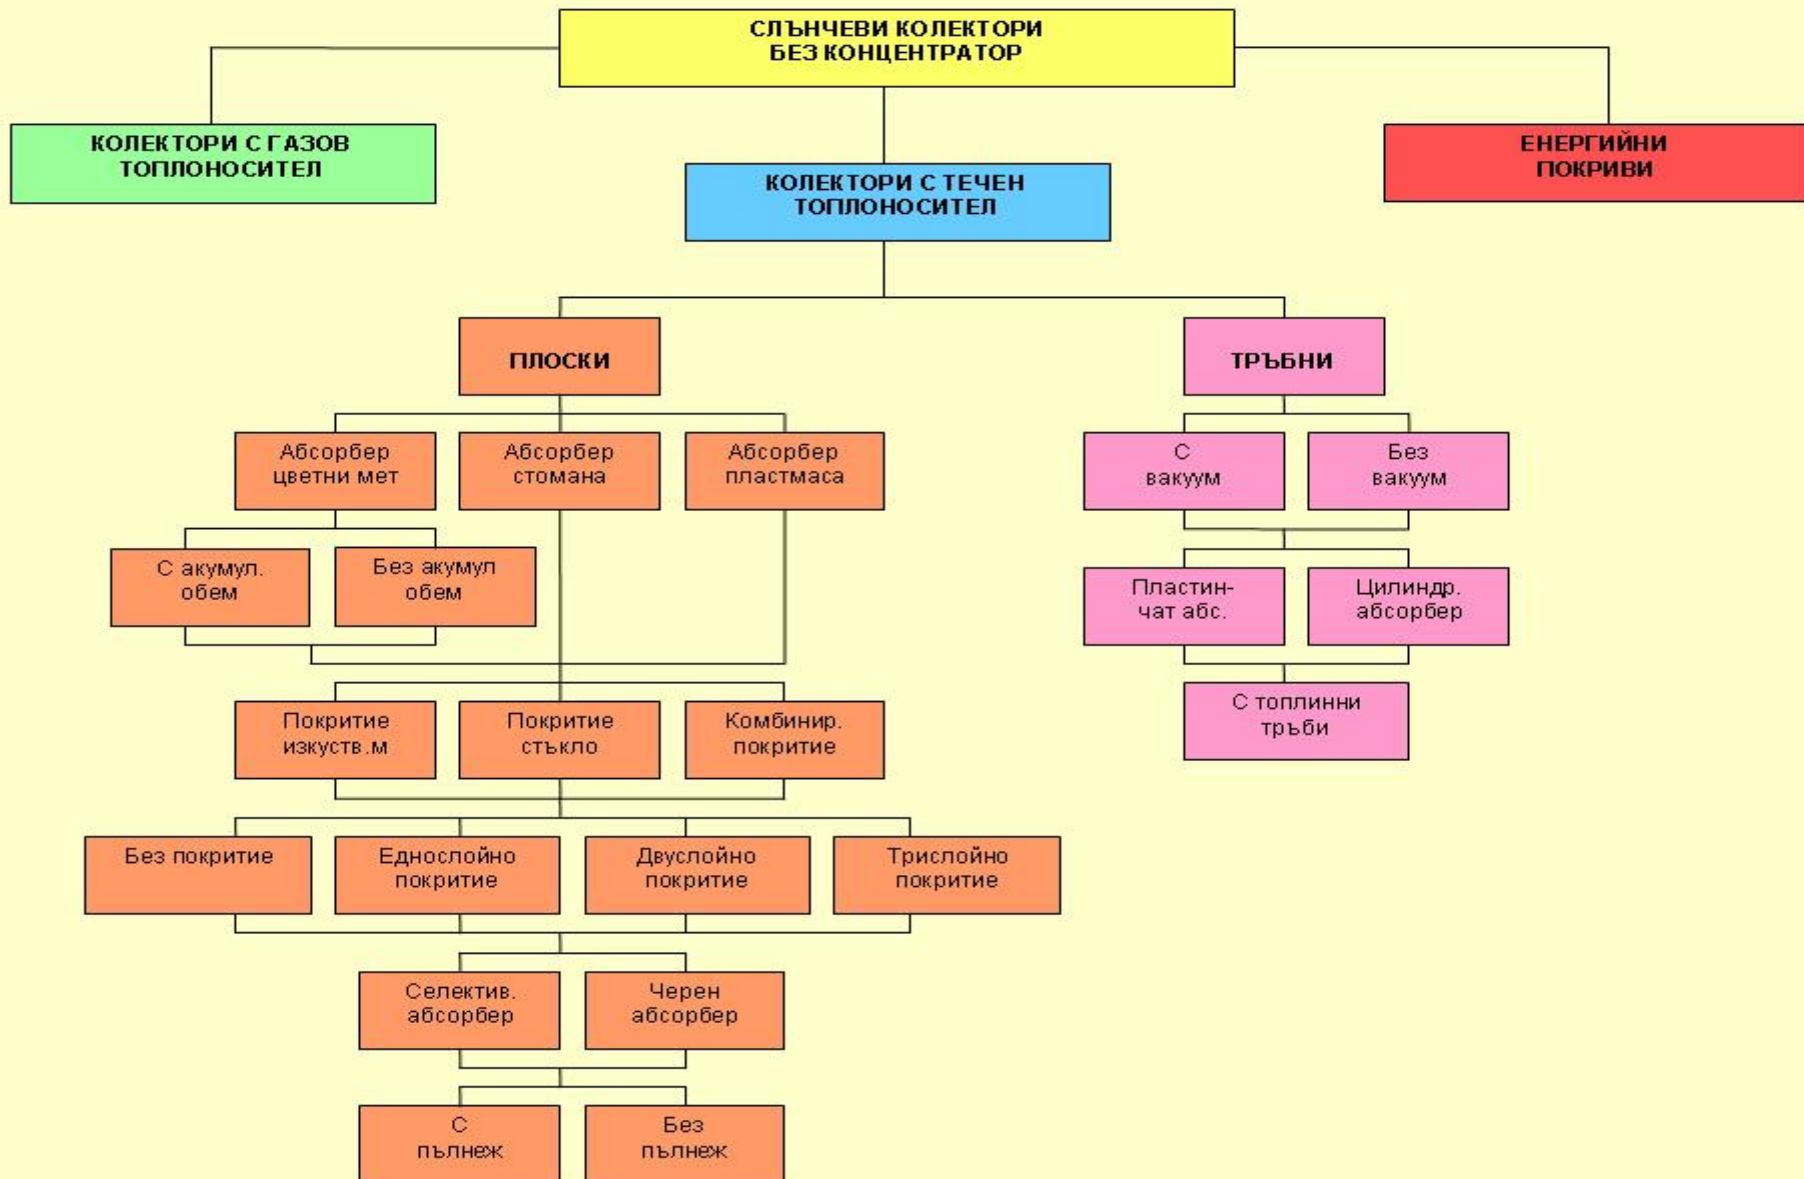 СЛЪНЧЕВИ КОЛЕКТОРИ
БЕЗ КОНЦЕНТРАТОР
КОЛЕКТОРИ С ГАЗОВ
ТОПЛОНОСИТЕЛ
КОЛЕКТОРИ С ТЕЧЕН
ТОПЛОНОСИТЕЛ
ЕНЕРГИЙНИ
ПОКРИВИ
ПЛОСКИ
ТРЪБНИ
Абсорбер
цветни мет
Абсорбер
стомана
Абсорбер
пластмаса
С
вакуум
Без
вакуум
С акумул.
обем
Без акумул
обем
Пластин-
чат абс.
Цилиндр.
абсорбер
Покритие
изкуств.м
Покритие
стъкло
Комбинир.
покритие
С топлинни
тръби
Без покритие
Еднослойно
покритие
Двуслойно
покритие
Трислойно
покритие
Селектив.
абсорбер
Черен
абсорбер
С
пълнеж
Без
пълнеж